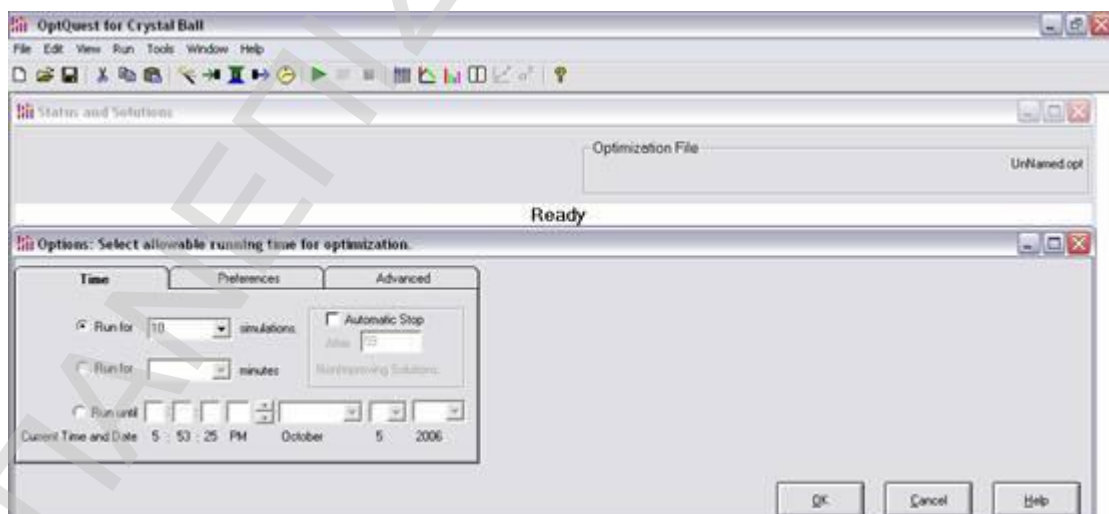 OptQuest for Crystal Ball
File Edit View Run Tools Window Help
Status and Solutions
Optimization File
UnNamed.opt
Ready
Options: Select allowable running time for optimization.
Time Preferences Advanced
Run for 10 simulations
Automatic Stop
After
Run for minutes
Nonimproving Solutions
Run until
Current Time and Date 5 : 53 : 25 PM October 5 2006
OK Cancel Help